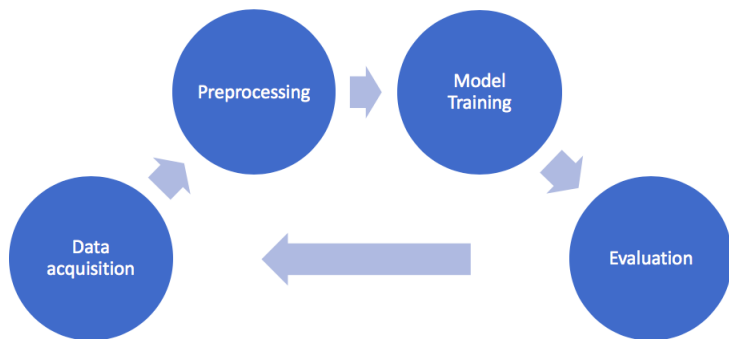 Preprocessing
Model
Training
Data
acquisition
Evaluation